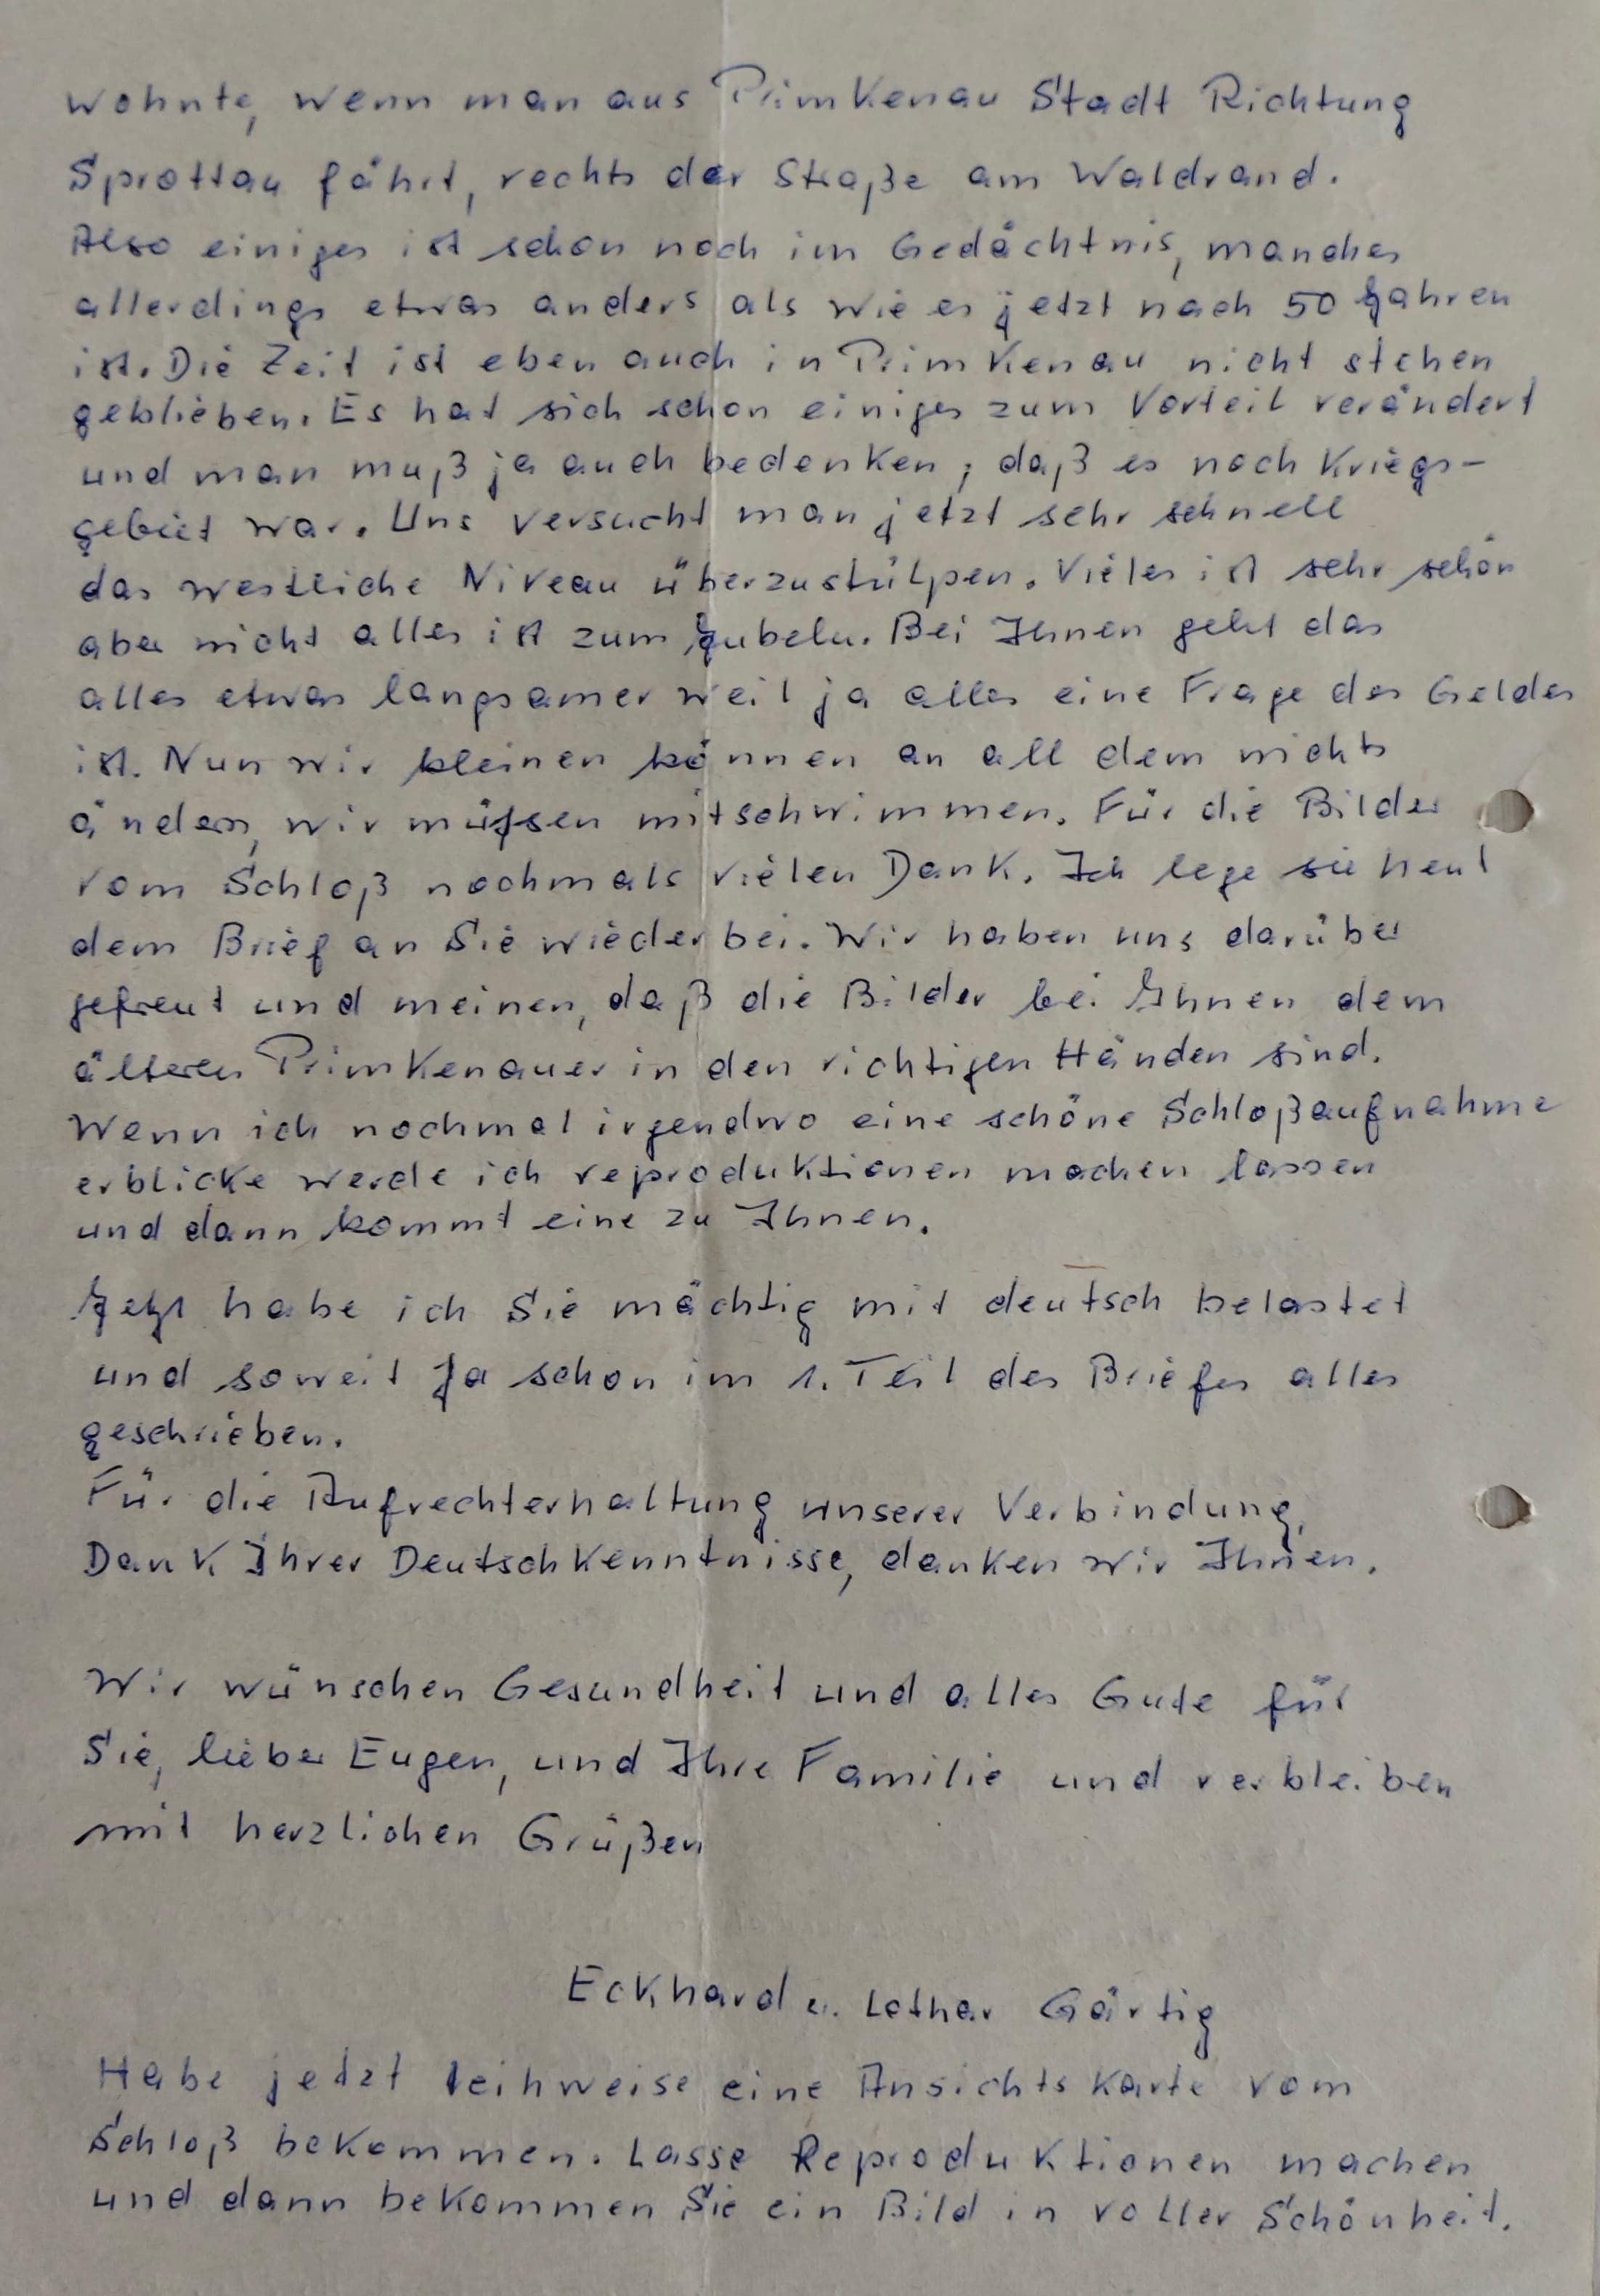 wohnte, wenn man aus Primkenau Stadt Richtung
Sprottau fährt, rechts der Straße am Waldrand.
Also einiges ist schon noch im Gedächtnis, manches
allerdings etwas anders als wie es jetzt nach 50 Jahren
ist. Die Zeit ist eben auch in Primkenau nicht stehen
geblieben. Es hat sich schon einiges zum Vorteil verändert
und man muß ja auch bedenken, daß es noch Kriegs-
gebiet war. Uns versucht man jetzt sehr schnell
das westliche Niveau überzustülpen. Vieles ist sehr schön
aber nicht alles ist zum Jubeln. Bei Ihnen geht das
alles etwas langsamer weil ja alles eine Frage des Geldes
ist. Nun wir kleinen können an all dem nichts
ändern, wir müßsen mitschwimmen. Für die Bilder
vom Schloß nochmals vielen Dank. Ich lege sie heut
dem Brief an Sie wieder bei. Wir haben uns darüber
gefreut und meinen, daß die Bilder bei Ihnen dem
älteren Primkenauer in den richtigen Händen sind.
Wenn ich nochmal irgendwo eine schöne Schloßaufnahme
erblicke werde ich reproduktionen machen lassen
und dann kommt eine zu Ihnen.
Jetzt habe ich Sie mächtig mit deutsch belastet
und soweit Ja schon im 1. Teil des Briefes alles
geschrieben.
Für die Aufrechterhaltung unserer Verbindung,
Dank Ihrer Deutschkenntnisse, danken wir Ihnen.
Wir wünschen Gesundheit und alles Gute für
Sie, lieber Eugen, und Ihre Familie und verbleiben
mit herzlichen Grüßen
Eckhard u. Lothar Gärtig
Habe jetzt leihweise eine Ansichtskarte vom
Schloß bekommen. Lasse Reproduktionen machen
und dann bekommen Sie ein Bild in voller Schönheit.